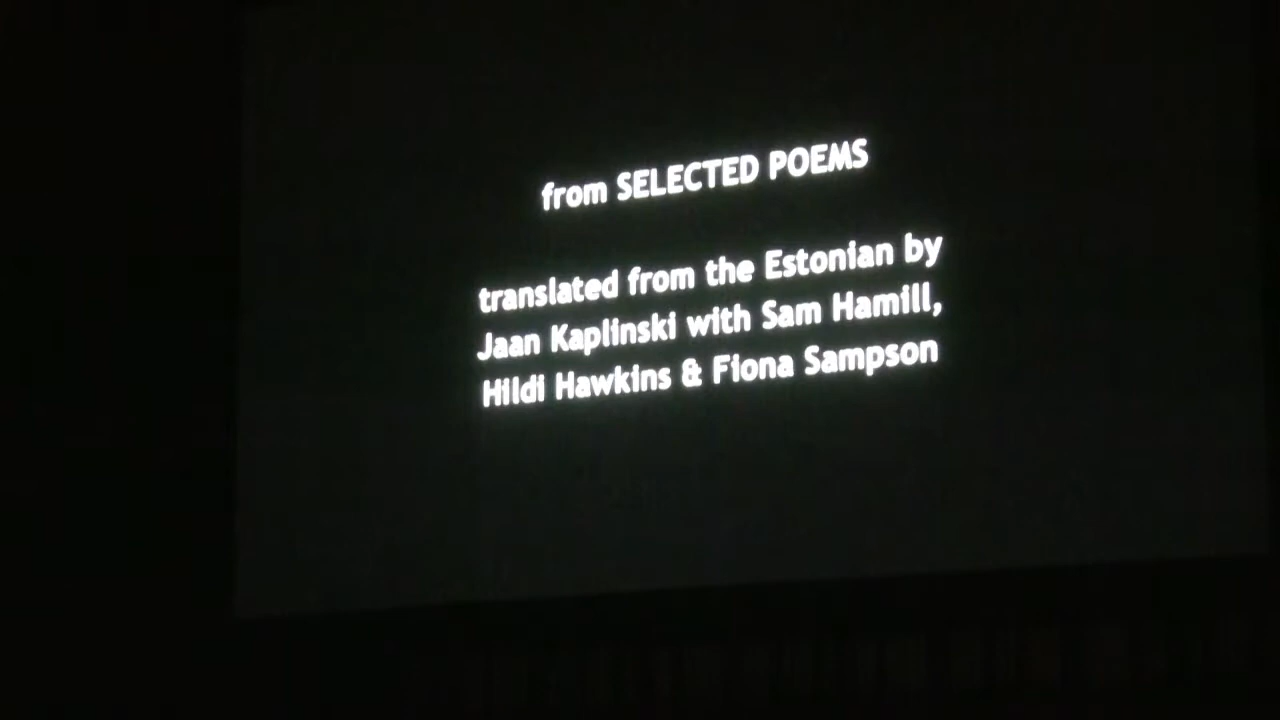 from SELECTED POEMS
translated from the Estonian by
Jaan Kaplinski with Sam Hamill,
Hildi Hawkins & Fiona Sampson